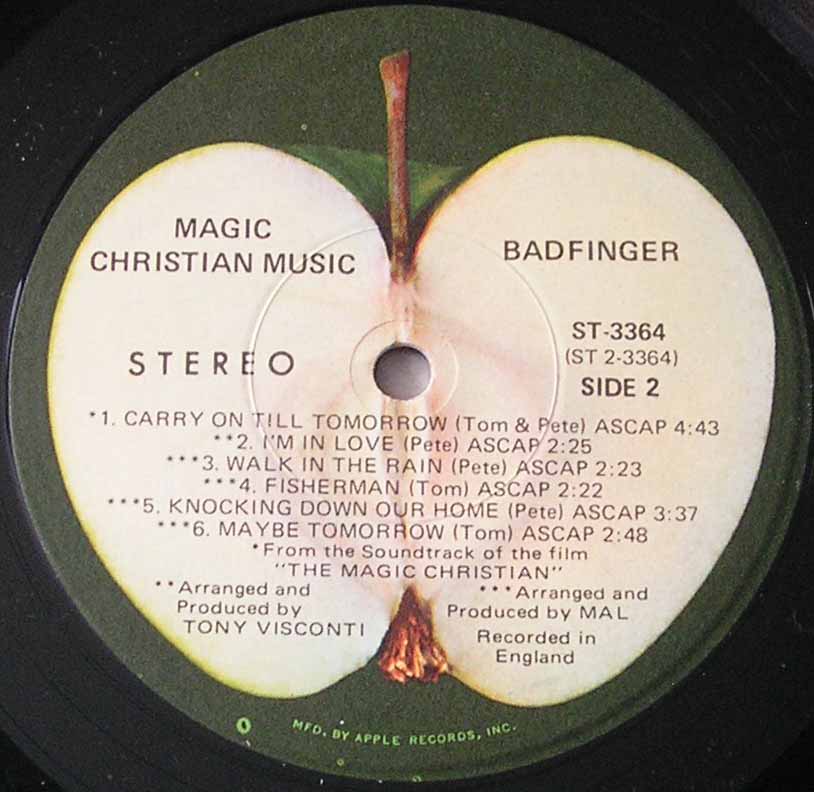 MAGIC
CHRISTIAN MUSIC
BADFINGER
STEREO
ST-3364
(ST 2-3364)
SIDE 2
*1. CARRY ON TILL TOMORROW (Tom & Pete) ASCAP 4:43
**2. I'M IN LOVE (Pete) ASCAP 2:25
***3. WALK IN THE RAIN (Pete) ASCAP 2:23
***4. FISHERMAN (Tom) ASCAP 2:22
***5. KNOCKING DOWN OUR HOME (Pete) ASCAP 3:37
***6. MAYBE TOMORROW (Tom) ASCAP 2:48
*From the Soundtrack of the film
"THE MAGIC CHRISTIAN"
**Arranged and
Produced by
TONY VISCONTI
***Arranged and
Produced by MAL
Recorded in
England
MFD. BY APPLE RECORDS, INC.